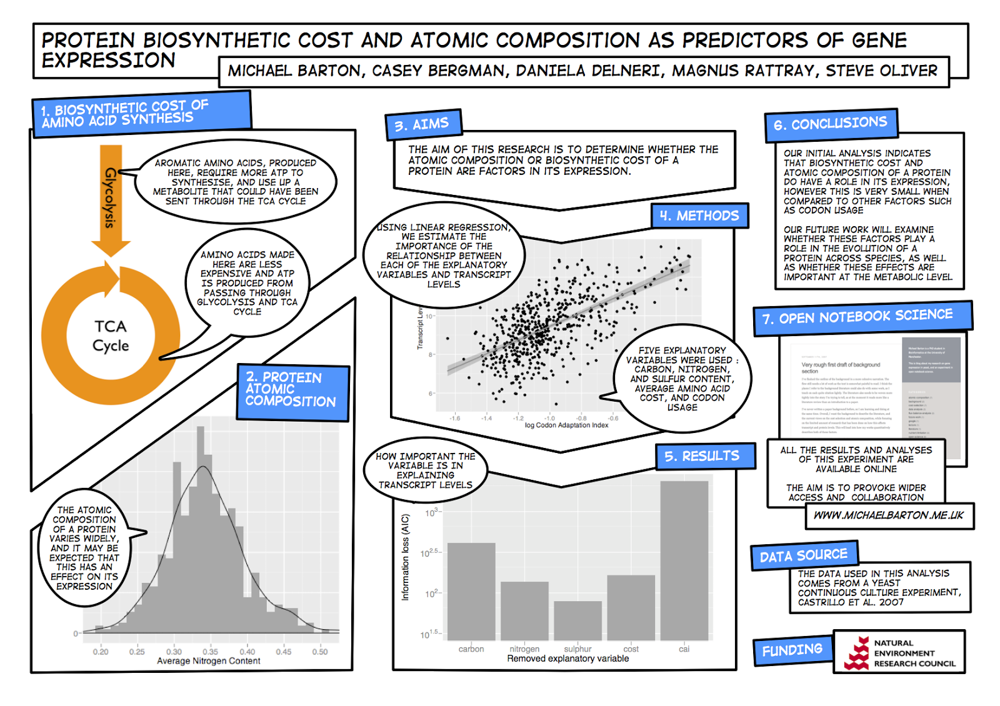 PROTEIN BIOSYNTHETIC COST AND ATOMIC COMPOSITION AS PREDICTORS OF GENE
EXPRESSION
MICHAEL BARTON, CASEY BERGMAN, DANIELA DELNERI, MAGNUS RATTRAY, STEVE OLIVER
1. BIOSYNTHETIC COST OF
AMINO ACID SYNTHESIS
Glycolysis
AROMATIC AMINO ACIDS, PRODUCED
HERE, REQUIRE MORE ATP TO
SYNTHESISE, AND USE UP A
METABOLITE THAT COULD HAVE BEEN
SENT THROUGH THE TCA CYCLE
AMINO ACIDS MADE
HERE ARE LESS
EXPENSIVE AND ATP
IS PRODUCED FROM
PASSING THROUGH
GLYCOLYSIS AND TCA
CYCLE
TCA
Cycle
2. PROTEIN
ATOMIC
COMPOSITION
THE ATOMIC
COMPOSITION
OF A PROTEIN
VARIES WIDELY,
AND IT MAY BE
EXPECTED THAT
THIS HAS AN
EFFECT ON ITS
EXPRESSION
0
0.20 0.25 0.30 0.35 0.40 0.45 0.50
Average Nitrogen Content
3. AIMS
THE AIM OF THIS RESEARCH IS TO DETERMINE WHETHER THE
ATOMIC COMPOSITION OR BIOSYNTHETIC COST OF A
PROTEIN ARE FACTORS IN ITS EXPRESSION.
4. METHODS
USING LINEAR REGRESSION,
WE ESTIMATE THE
IMPORTANCE OF THE
RELATIONSHIP BETWEEN
EACH OF THE EXPLANATORY
VARIABLES AND TRANSCRIPT
LEVELS
Transcript Lev
10
8
6
-1.6 -1.4 -1.2 -1.0 -0.8 -0.6
log Codon Adaptation Index
FIVE EXPLANATORY
VARIABLES WERE USED :
CARBON, NITROGEN,
AND SULFUR CONTENT,
AVERAGE AMINO ACID
COST, AND CODON
USAGE
5. RESULTS
HOW IMPORTANT THE
VARIABLE IS IN
EXPLAINING
TRANSCRIPT LEVELS
Information loss (AIC)
10^3
10^2.5
10^2
10^1.5
carbon nitrogen sulphur cost cai
Removed explanatory variable
6. CONCLUSIONS
OUR INITIAL ANALYSIS INDICATES
THAT BIOSYNTHETIC COST AND
ATOMIC COMPOSITION OF A PROTEIN
DO HAVE A ROLE IN ITS EXPRESSION,
HOWEVER THIS IS VERY SMALL WHEN
COMPARED TO OTHER FACTORS SUCH
AS CODON USAGE
OUR FUTURE WORK WILL EXAMINE
WHETHER THESE FACTORS PLAY A
ROLE IN THE EVOLUTION OF A
PROTEIN ACROSS SPECIES, AS WELL
AS WHETHER THESE EFFECTS ARE
IMPORTANT AT THE METABOLIC LEVEL
7. OPEN NOTEBOOK SCIENCE
Very rough first draft of background
section
ALL THE RESULTS AND ANALYSES
OF THIS EXPERIMENT ARE
AVAILABLE ONLINE
THE AIM IS TO PROVOKE WIDER
ACCESS AND COLLABORATION
WWW.MICHAELBARTON.ME.UK
DATA SOURCE
THE DATA USED IN THIS ANALYSIS
COMES FROM A YEAST
CONTINUOUS CULTURE EXPERIMENT,
CASTRILLO ET AL. 2007
FUNDING
NATURAL
ENVIRONMENT
RESEARCH COUNCIL